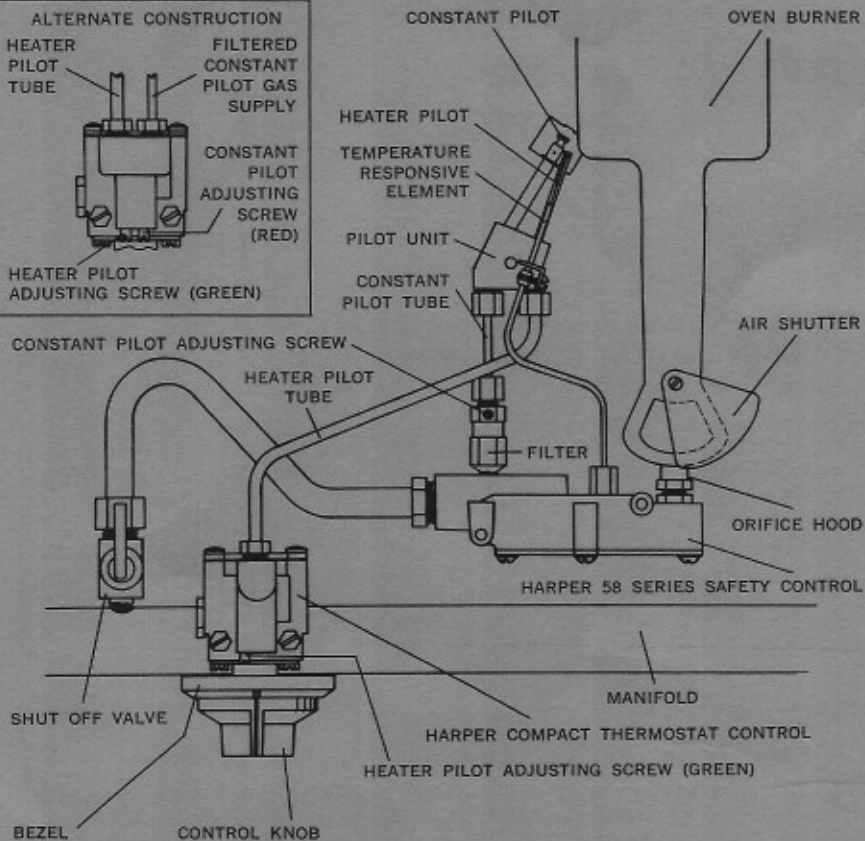 ALTERNATE CONSTRUCTION
HEATER
PILOT
TUBE
FILTERED
CONSTANT
PILOT GAS
SUPPLY
CONSTANT
PILOT
ADJUSTING
SCREW
(RED)
HEATER PILOT
ADJUSTING SCREW (GREEN)
CONSTANT PILOT
OVEN BURNER
HEATER PILOT
TEMPERATURE
RESPONSIVE
ELEMENT
PILOT UNIT
CONSTANT
PILOT TUBE
AIR SHUTTER
CONSTANT PILOT ADJUSTING SCREW
HEATER PILOT
TUBE
FILTER
ORIFICE HOOD
HARPER 58 SERIES SAFETY CONTROL
MANIFOLD
SHUT OFF VALVE
HARPER COMPACT THERMOSTAT CONTROL
HEATER PILOT ADJUSTING SCREW (GREEN)
BEZEL
CONTROL KNOB